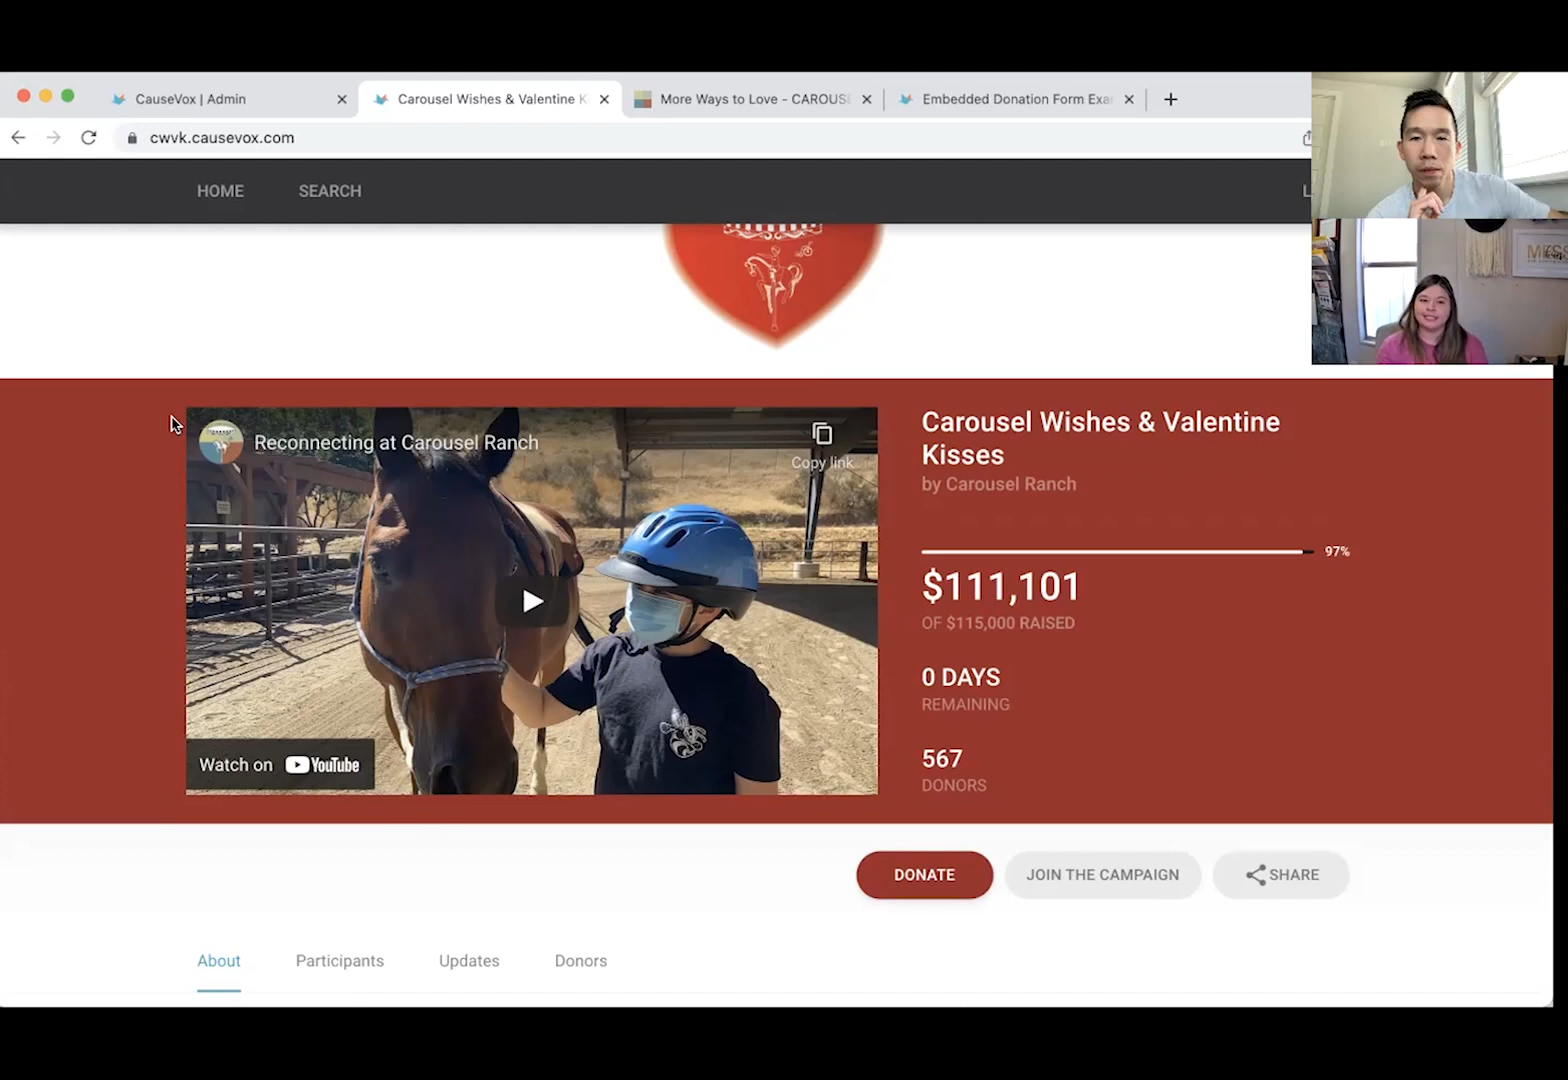 CauseVox | Admin
Carousel Wishes & Valentine K
More Ways to Love - CAROUSE
Embedded Donation Form Exa
cwvk.causevox.com
HOME
SEARCH
L
Reconnecting at Carousel Ranch
Copy link
Watch on YouTube
Carousel Wishes & Valentine
Kisses
by Carousel Ranch
97%
$111,101
OF $115,000 RAISED
0 DAYS
REMAINING
567
DONORS
DONATE
JOIN THE CAMPAIGN
SHARE
About
Participants
Updates
Donors